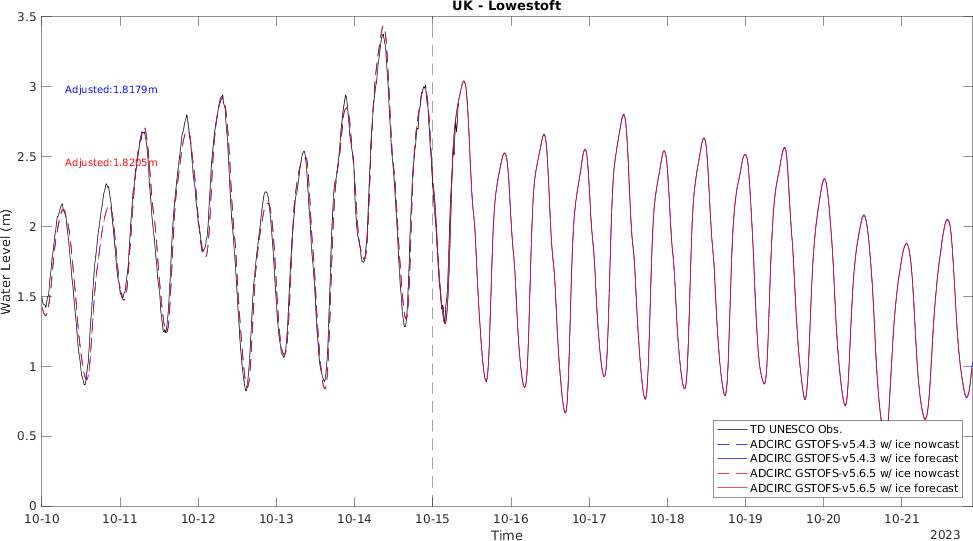 UK - Lowestoft
3.5
3
2.5
2
1.5
1
0.5
0
Water Level (m)
Adjusted:1.8179m
Adjusted:1.8205m
TD UNESCO Obs.
ADCIRC GSTOFS-v5.4.3 w/ ice nowcast
ADCIRC GSTOFS-v5.4.3 w/ ice forecast
ADCIRC GSTOFS-v5.6.5 w/ ice nowcast
ADCIRC GSTOFS-v5.6.5 w/ ice forecast
10-10 10-11 10-12 10-13 10-14 10-15 10-16 10-17 10-18 10-19 10-20 10-21
Time
2023